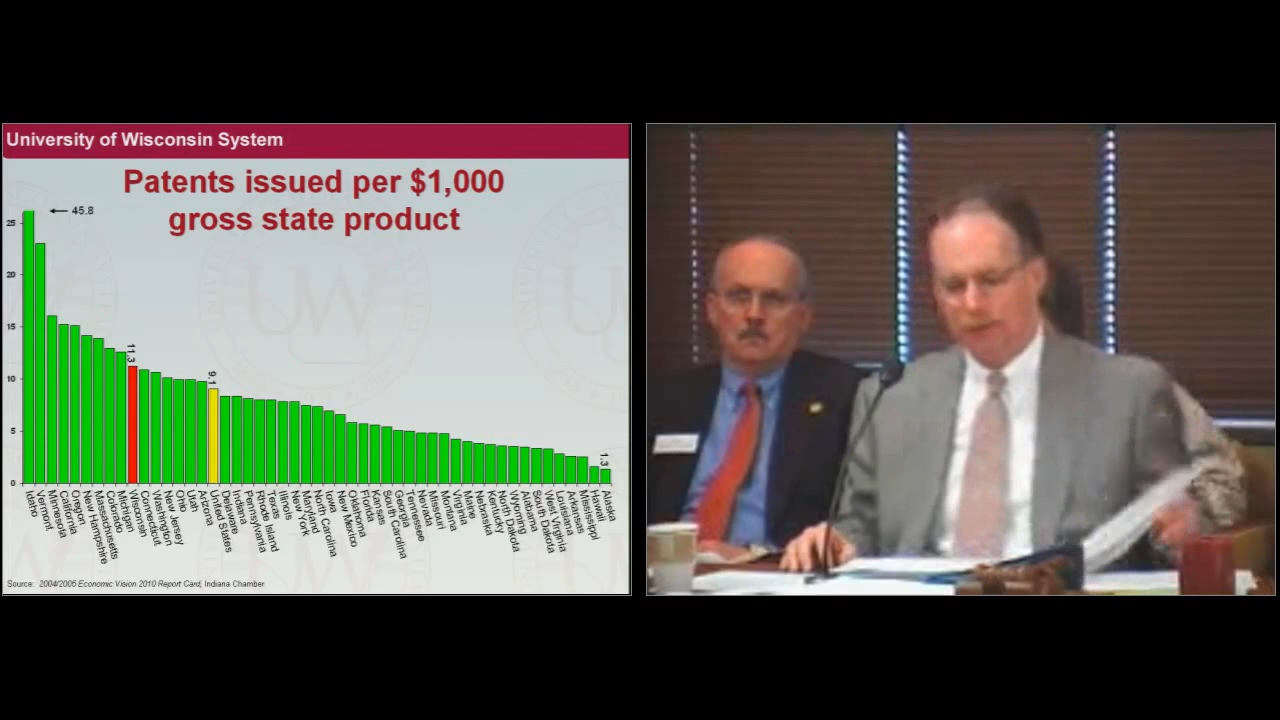 University of Wisconsin System
Patents issued per $1,000
gross state product
45.8
25
20
15
10
5
0
11.3
9.1
1.3
Idaho
Vermont
Minnesota
California
Oregon
New Hampshire
Massachusetts
Colorado
Michigan
Wisconsin
Connecticut
Washington
New Jersey
Ohio
Utah
Arizona
United States
Delaware
Indiana
Pennsylvania
Rhode Island
Texas
Illinois
New York
Maryland
North Carolina
Iowa
New Mexico
Oklahoma
Florida
Kansas
South Carolina
Georgia
Tennessee
Nevada
Missouri
Montana
Virginia
Maine
Nebraska
Kentucky
North Dakota
Wyoming
Alabama
South Dakota
West Virginia
Louisiana
Arkansas
Mississippi
Hawaii
Alaska
Source: 2004/2005 Economic Vision 2010 Report Card, Indiana Chamber